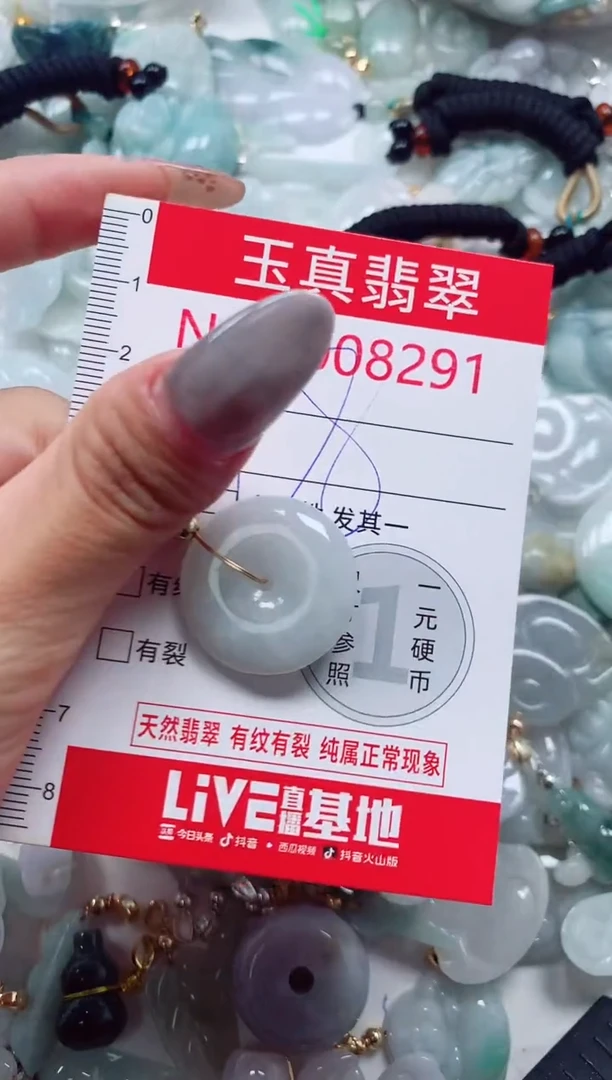 0
1
2
玉真翡翠
08291
发其一
有
有裂
1
一元硬币
参照
7
8
天然翡翠 有纹有裂 纯属正常现象
LiVE直播基地
今日头条 抖音 • 西瓜视频 抖音火山版